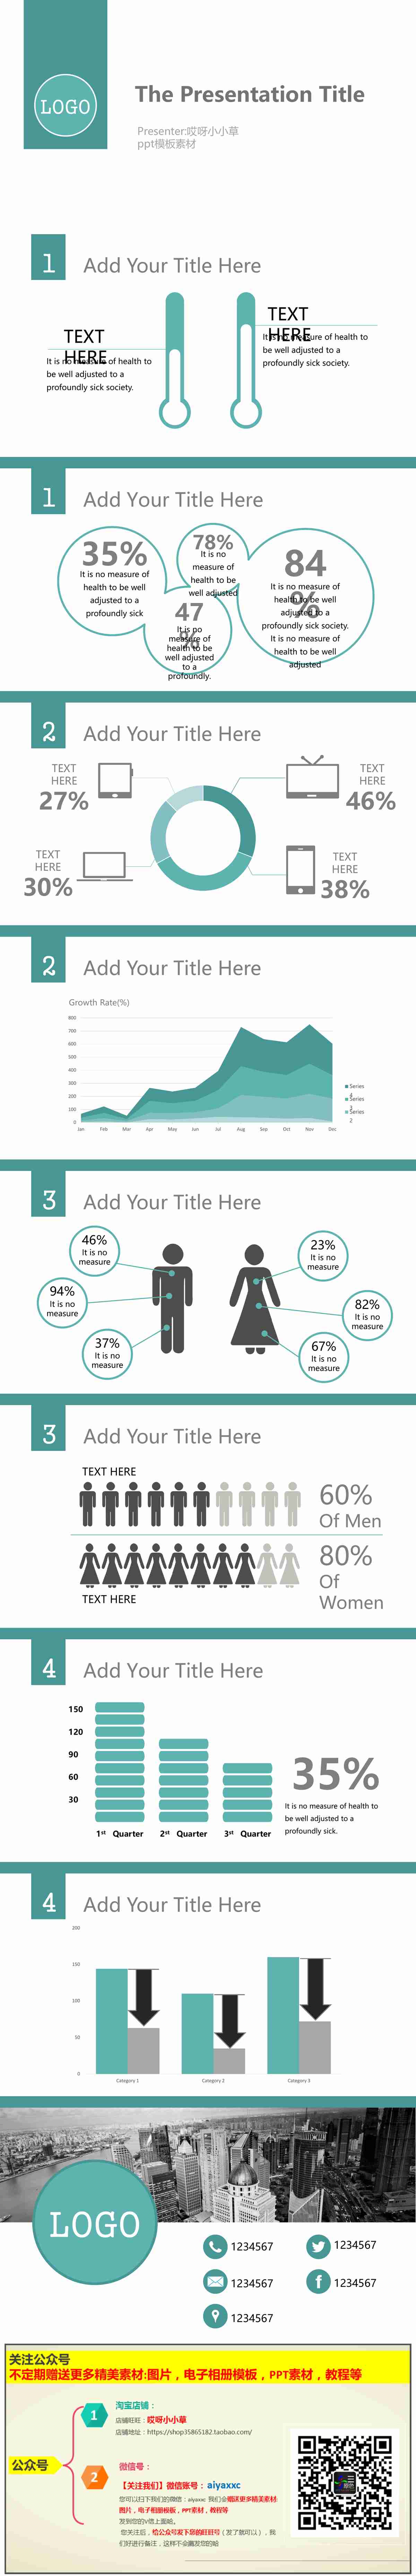 LOGO
The Presentation Title
Presenter:哎呀小小草
ppt模板素材
1
Add Your Title Here
TEXT
HERE
It is no measure of health to
be well adjusted to a
profoundly sick society.
TEXT
HERE
It is no measure of health to
be well adjusted to a
profoundly sick society.
1
Add Your Title Here
35%
It is no measure of
health to be well
adjusted to a
profoundly sick
78%
It is no
measure of
health to be
well adjusted
47
%
It is no
measure of
health to be
well adjusted
to a
profoundly.
84
%
It is no measure of
health to be well
adjusted to a
profoundly sick society.
It is no measure of
health to be well
adjusted
2
Add Your Title Here
TEXT
HERE
27%
TEXT
HERE
46%
TEXT
HERE
30%
TEXT
HERE
38%
2
Add Your Title Here
Growth Rate(%)
800
700
600
500
400
300
200
100
0
Jan Feb Mar Apr May Jun Jul Aug Sep Oct Nov Dec
Series
4
Series
3
Series
2
3
Add Your Title Here
46%
It is no
measure
94%
It is no
measure
37%
It is no
measure
23%
It is no
measure
82%
It is no
measure
67%
It is no
measure
3
Add Your Title Here
TEXT HERE
60%
Of Men
80%
Of
Women
TEXT HERE
4
Add Your Title Here
150
120
90
60
30
1st Quarter 2st Quarter 3st Quarter
35%
It is no measure of health to
be well adjusted to a
profoundly sick.
4
Add Your Title Here
200
150
100
50
0
Category 1 Category 2 Category 3
LOGO
1234567
1234567
1234567
1234567
1234567
关注公众号
不定期赠送更多精美素材:图片，电子相册模板，PPT素材，教程等
公众号
1
淘宝店铺：
店铺旺旺：哎呀小小草
店铺地址：https://shop35865182.taobao.com/
2
微信号：
【关注我们】微信账号： aiyaxxc
您可以扫下我们的微信：aiyaxxc 我们会赠送更多精美素材:
图片，电子相册模板，PPT素材，教程等
发到您的V信上面哈。
您关注后，给公众号发下您的旺旺号（发了就可以），我
们好进行备注，这样不会漏发您的哈